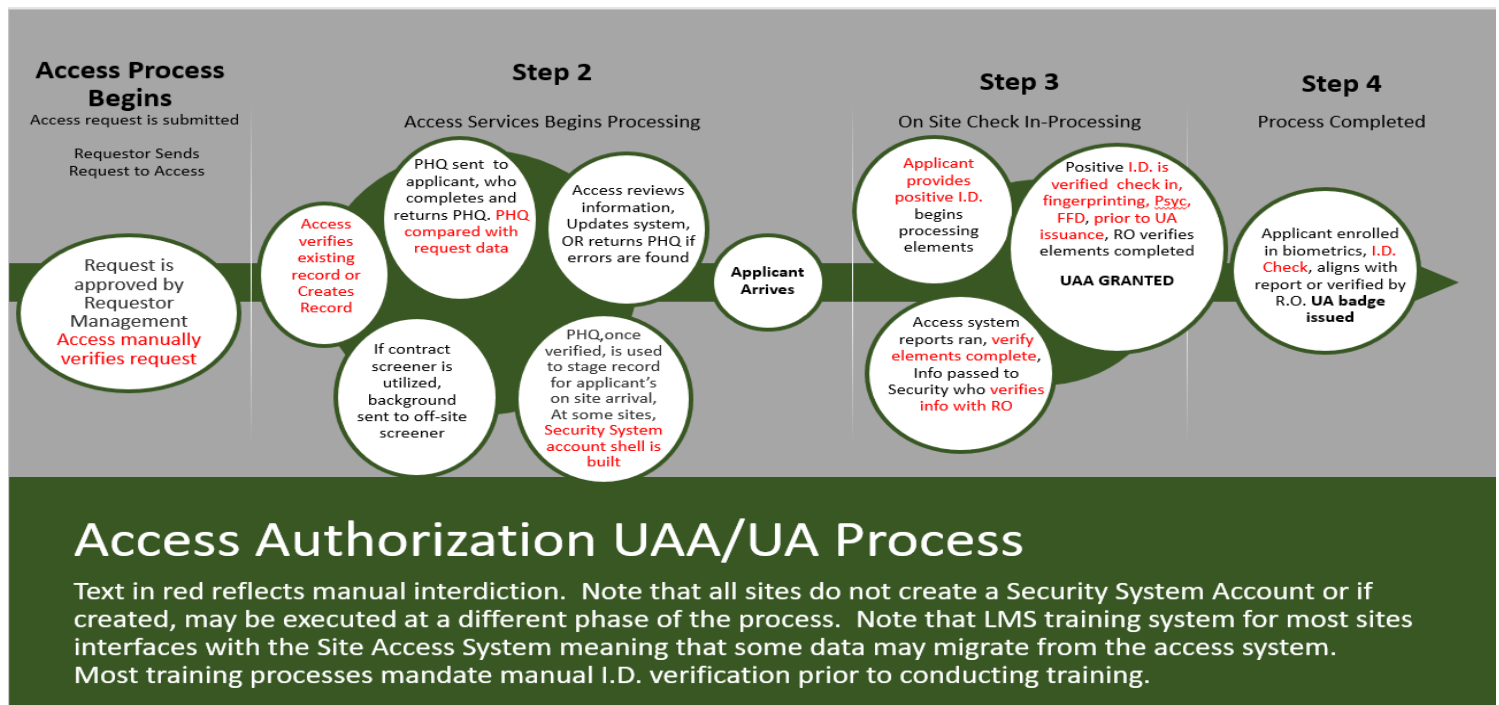 Access Process
Begins
Access request is submitted
Requestor Sends
Request to Access
Request is
approved by
Requestor
Management
Access manually
verifies request
Step 2
Access Services Begins Processing
Access
verifies
existing
record or
Creates
Record
PHQ sent to
applicant, who
completes and
returns PHQ. PHQ
compared with
request data
Access reviews
information,
Updates system,
OR returns PHQ if
errors are found
If contract
screener is
utilized,
background
sent to off-site
screener
PHQ,once
verified, is used
to stage record
for applicant's
on site arrival,
At some sites,
Security System
account shell is
built
Applicant
Arrives
Step 3
On Site Check In-Processing
Applicant
provides
positive I.D.
begins
processing
elements
Positive I.D. is
verified check in,
fingerprinting, Psyc,
FFD, prior to UA
issuance, RO verifies
elements completed
UAA GRANTED
Access system
reports ran, verify
elements complete,
Info passed to
Security who verifies
info with RO
Step 4
Process Completed
Applicant enrolled
in biometrics, I.D.
Check, aligns with
report or verified by
R.O. UA badge
issued
Access Authorization UAA/UA Process
Text in red reflects manual interdiction. Note that all sites do not create a Security System Account or if
created, may be executed at a different phase of the process. Note that LMS training system for most sites
interfaces with the Site Access System meaning that some data may migrate from the access system.
Most training processes mandate manual I.D. verification prior to conducting training.